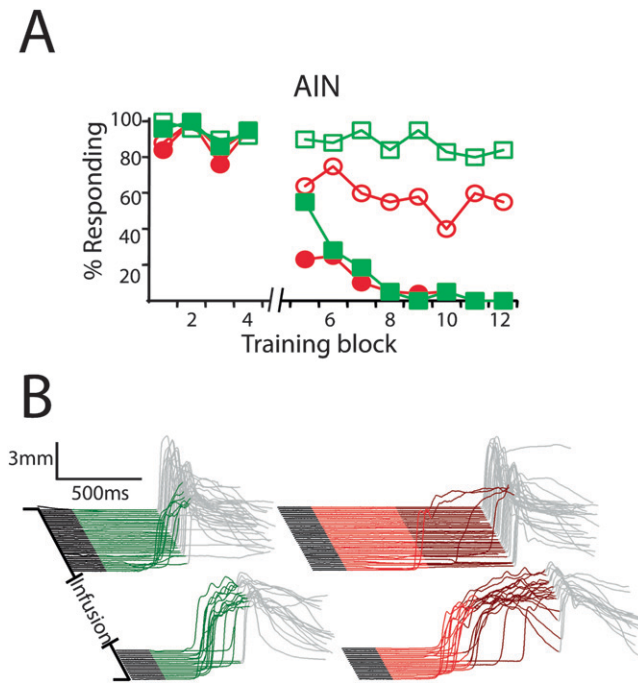 A
AIN
100
80
60
40
20
% Responding
2 4 6 8 10 12
Training block
B
3mm
500ms
Infusion